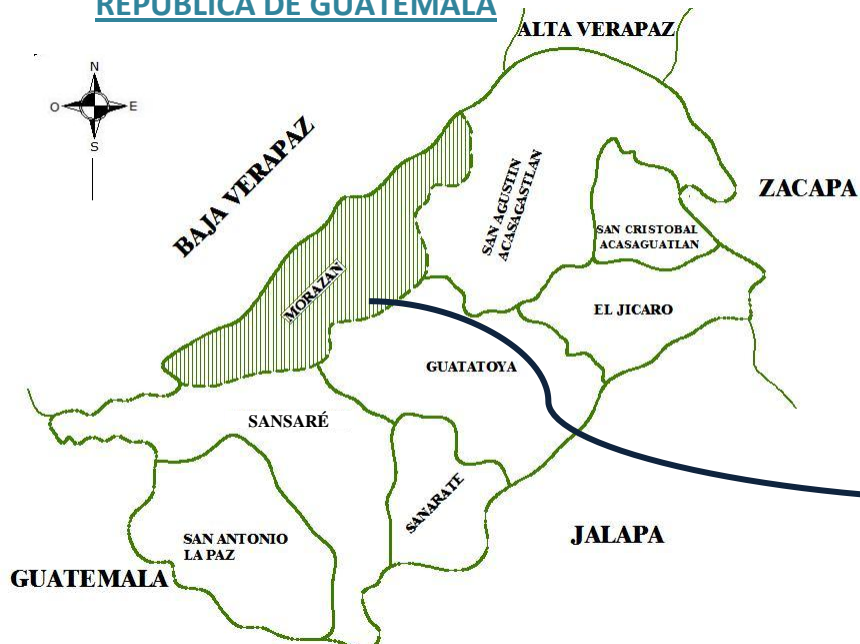 REPÚBLICA DE GUATEMALA
ALTA VERAPAZ
N
O
E
S
BAJA VERAPAZ
ZACAPA
SAN AGUSTIN
ACASAGASTLAN
SAN CRISTOBAL
ACASAGUATLAN
MORAZAN
EL JICARO
GUATATOYA
SANSARÉ
SANARATE
SAN ANTONIO
LA PAZ
JALAPA
GUATEMALA